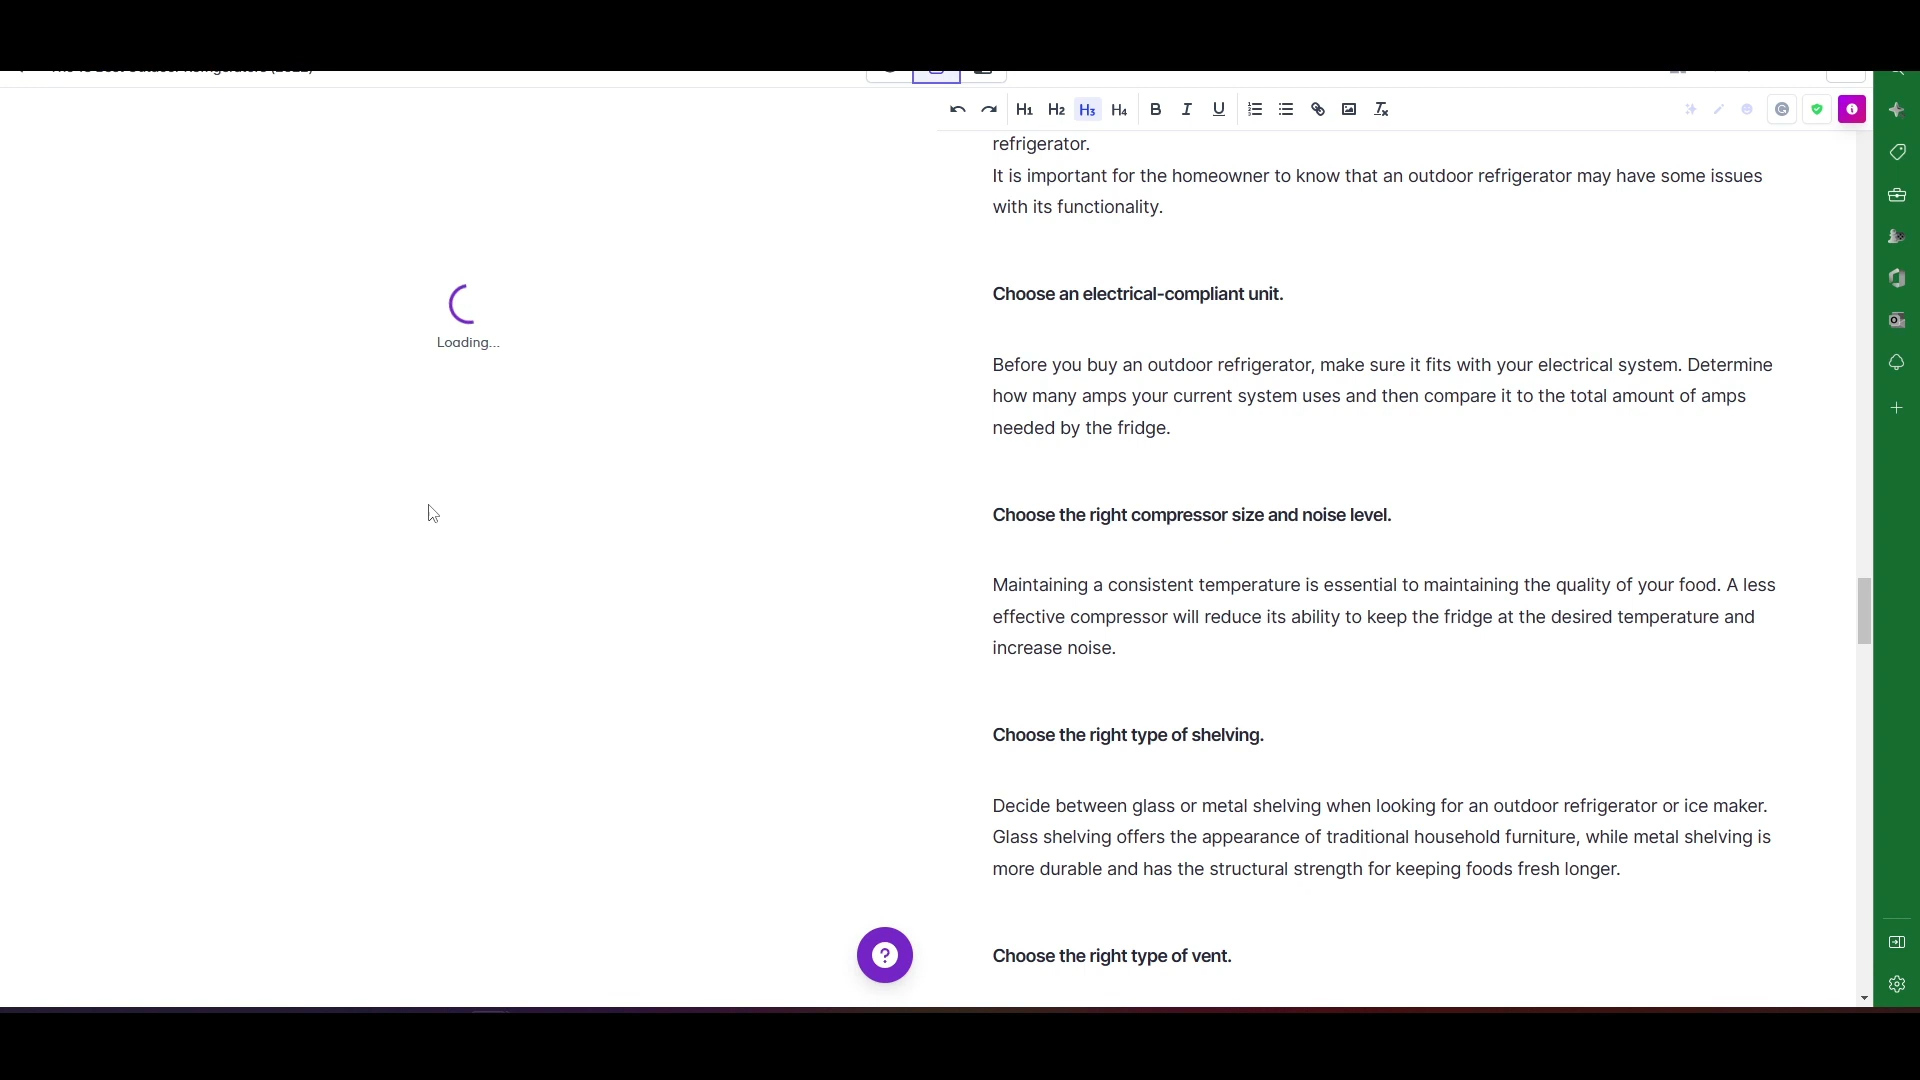 H1 H2 H3 H4 B I U
refrigerator.
It is important for the homeowner to know that an outdoor refrigerator may have some issues
with its functionality.
Loading...
Choose an electrical-compliant unit.
Before you buy an outdoor refrigerator, make sure it fits with your electrical system. Determine
how many amps your current system uses and then compare it to the total amount of amps
needed by the fridge.
Choose the right compressor size and noise level.
Maintaining a consistent temperature is essential to maintaining the quality of your food. A less
effective compressor will reduce its ability to keep the fridge at the desired temperature and
increase noise.
Choose the right type of shelving.
Decide between glass or metal shelving when looking for an outdoor refrigerator or ice maker.
Glass shelving offers the appearance of traditional household furniture, while metal shelving is
more durable and has the structural strength for keeping foods fresh longer.
Choose the right type of vent.